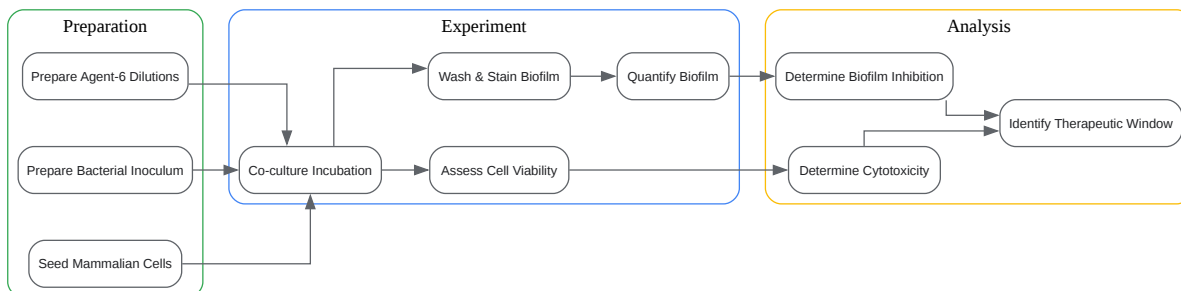 Preparation
Experiment
Analysis
Prepare Agent-6 Dilutions
Wash & Stain Biofilm
Quantify Biofilm
Determine Biofilm Inhibition
Identify Therapeutic Window
Prepare Bacterial Inoculum
Co-culture Incubation
Assess Cell Viability
Determine Cytotoxicity
Seed Mammalian Cells